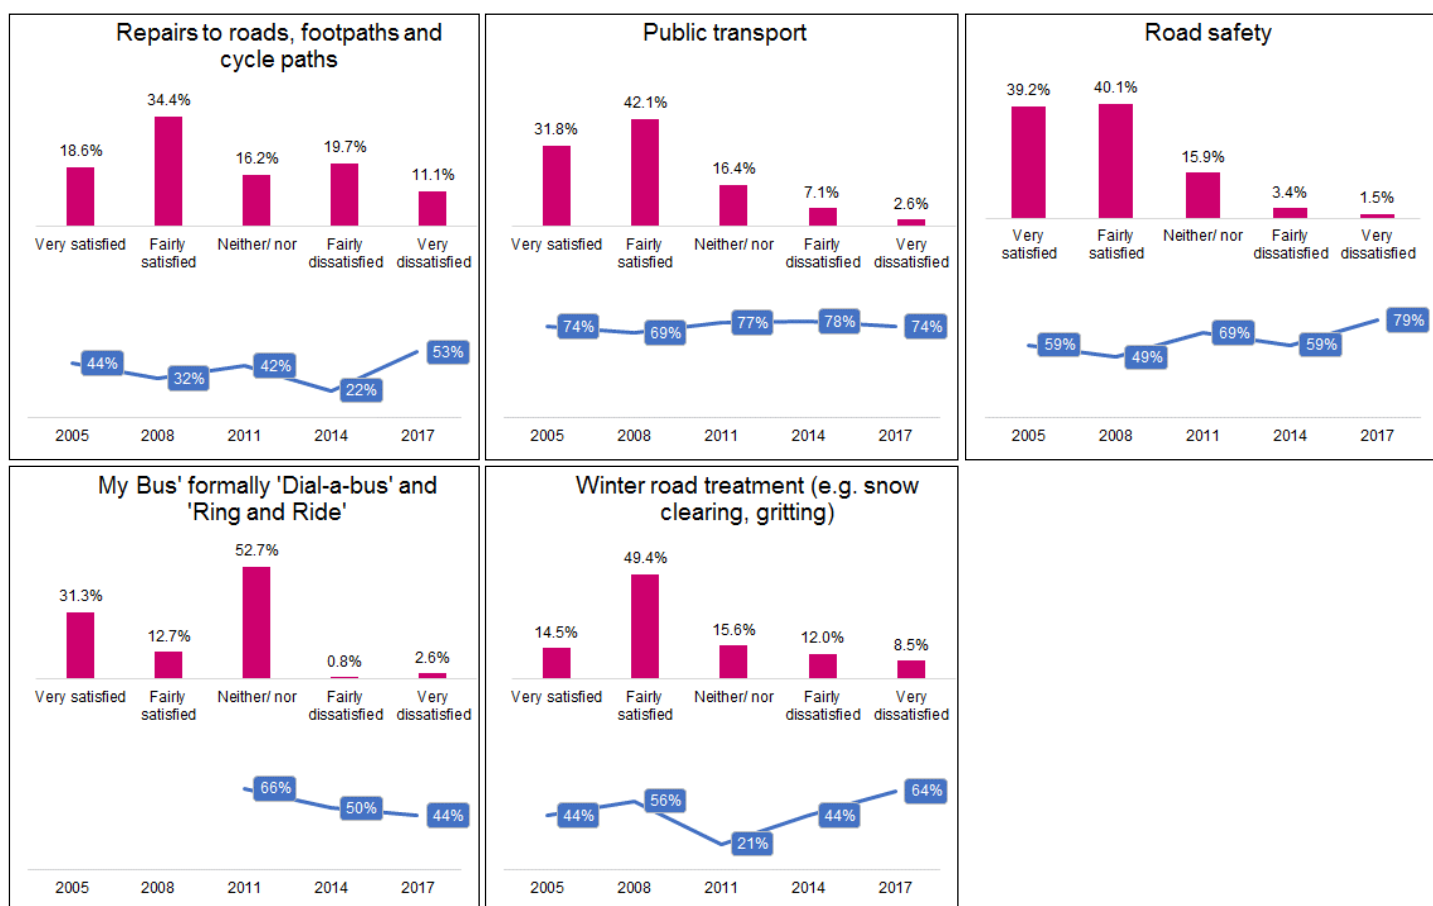 Repairs to roads, footpaths and
cycle paths
34.4%
18.6%
16.2%
19.7%
11.1%
Very satisfied
Fairly
satisfied
Neither/ nor
Fairly
dissatisfied
Very
dissatisfied
44%
32%
42%
22%
53%
2005
2008
2011
2014
2017
Public transport
31.8%
42.1%
16.4%
7.1%
2.6%
Very satisfied
Fairly
satisfied
Neither/ nor
Fairly
dissatisfied
Very
dissatisfied
74%
69%
77%
78%
74%
2005
2008
2011
2014
2017
Road safety
39.2%
40.1%
15.9%
3.4%
1.5%
Very
satisfied
Fairly
satisfied
Neither/ nor
Fairly
dissatisfied
Very
dissatisfied
59%
49%
69%
59%
79%
2005
2008
2011
2014
2017
My Bus' formally 'Dial-a-bus' and
'Ring and Ride'
31.3%
12.7%
52.7%
0.8%
2.6%
Very satisfied
Fairly
satisfied
Neither/ nor
Fairly
dissatisfied
Very
dissatisfied
66%
50%
44%
2005
2008
2011
2014
2017
Winter road treatment (e.g. snow
clearing, gritting)
14.5%
49.4%
15.6%
12.0%
8.5%
Very satisfied
Fairly
satisfied
Neither/ nor
Fairly
dissatisfied
Very
dissatisfied
44%
56%
21%
44%
64%
2005
2008
2011
2014
2017